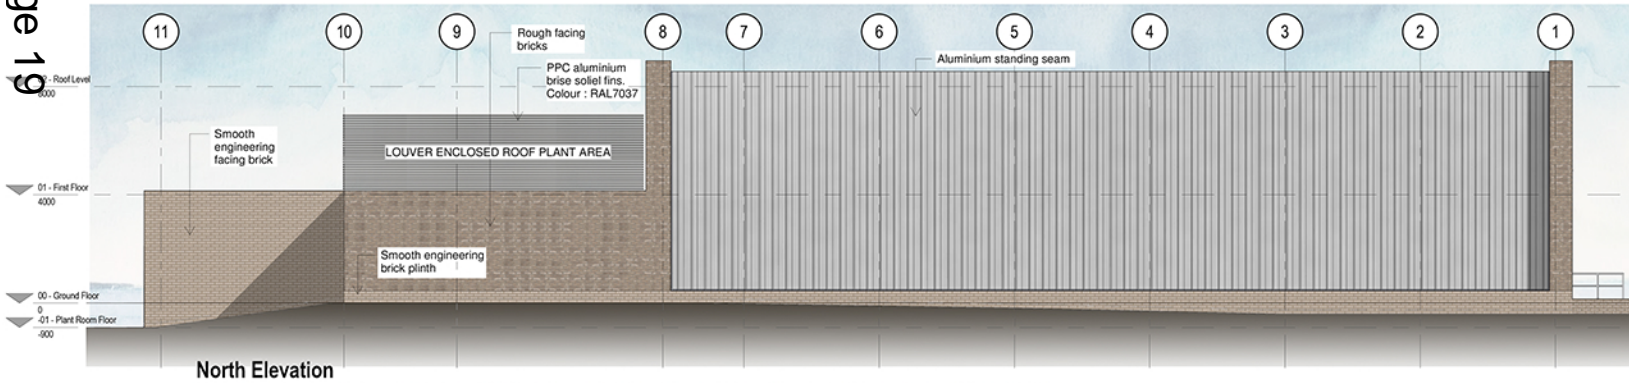 ge 19
11
10
9
8
7
6
5
4
3
2
1
Rough facing
bricks
PPC aluminium
brise soliel fins.
Colour : RAL7037
Aluminium standing seam
02 - Roof Level
8000
Smooth
engineering
facing brick
LOUVER ENCLOSED ROOF PLANT AREA
01 - First Floor
4000
Smooth engineering
brick plinth
00 - Ground Floor
0
-01 - Plant Room Floor
-900
North Elevation